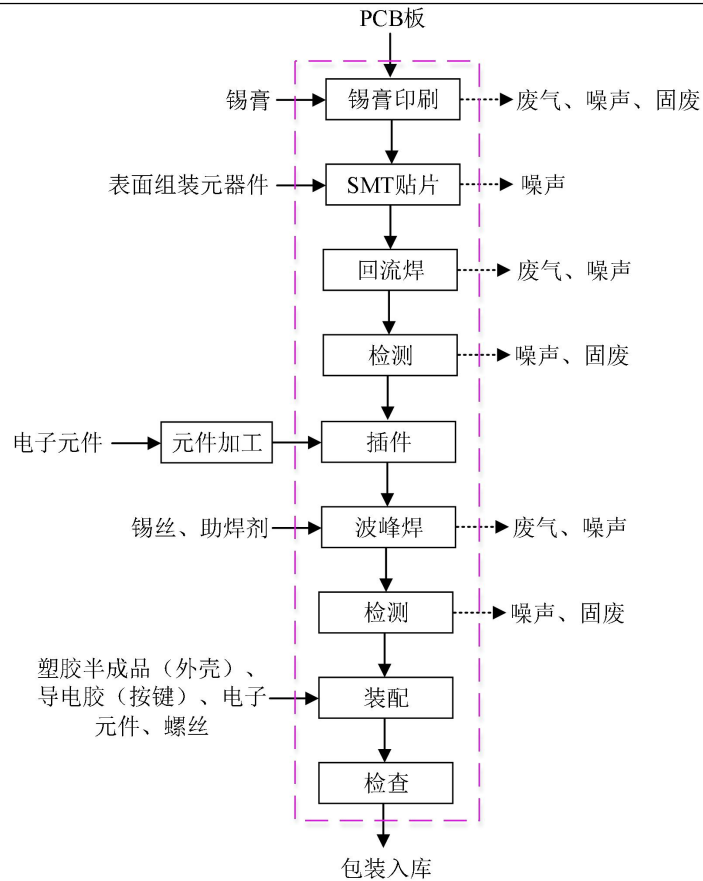 PCB板
锡膏
锡膏印刷
废气、噪声、固废
表面组装元器件
SMT贴片
噪声
回流焊
废气、噪声
检测
噪声、固废
电子元件
元件加工
插件
锡丝、助焊剂
波峰焊
废气、噪声
检测
噪声、固废
塑胶半成品（外壳）、
导电胶（按键）、电子
元件、螺丝
装配
检查
包装入库